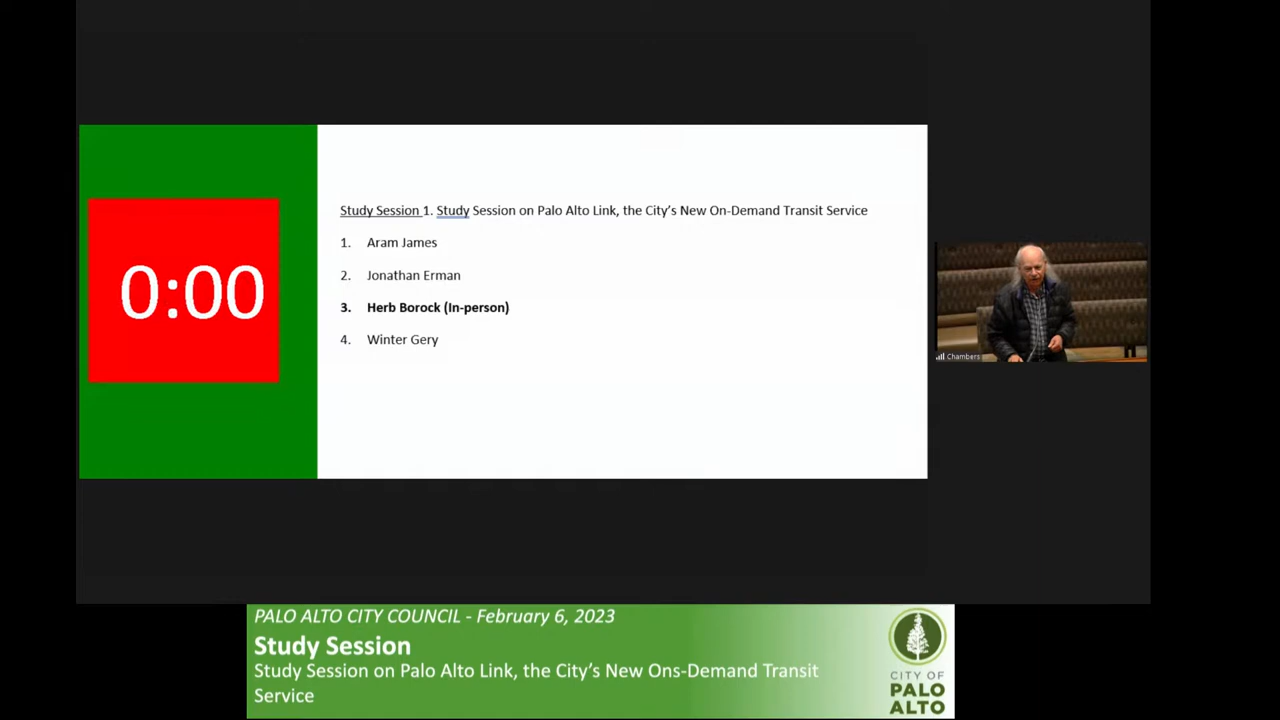 0:00
Study Session 1. Study Session on Palo Alto Link, the City's New On-Demand Transit Service
1. Aram James
2. Jonathan Erman
3. Herb Borock (In-person)
4. Winter Gery
Chambers
PALO ALTO CITY COUNCIL - February 6, 2023
Study Session
Study Session on Palo Alto Link, the City's New Ons-Demand Transit
Service
CITY OF
PALO
ALTO